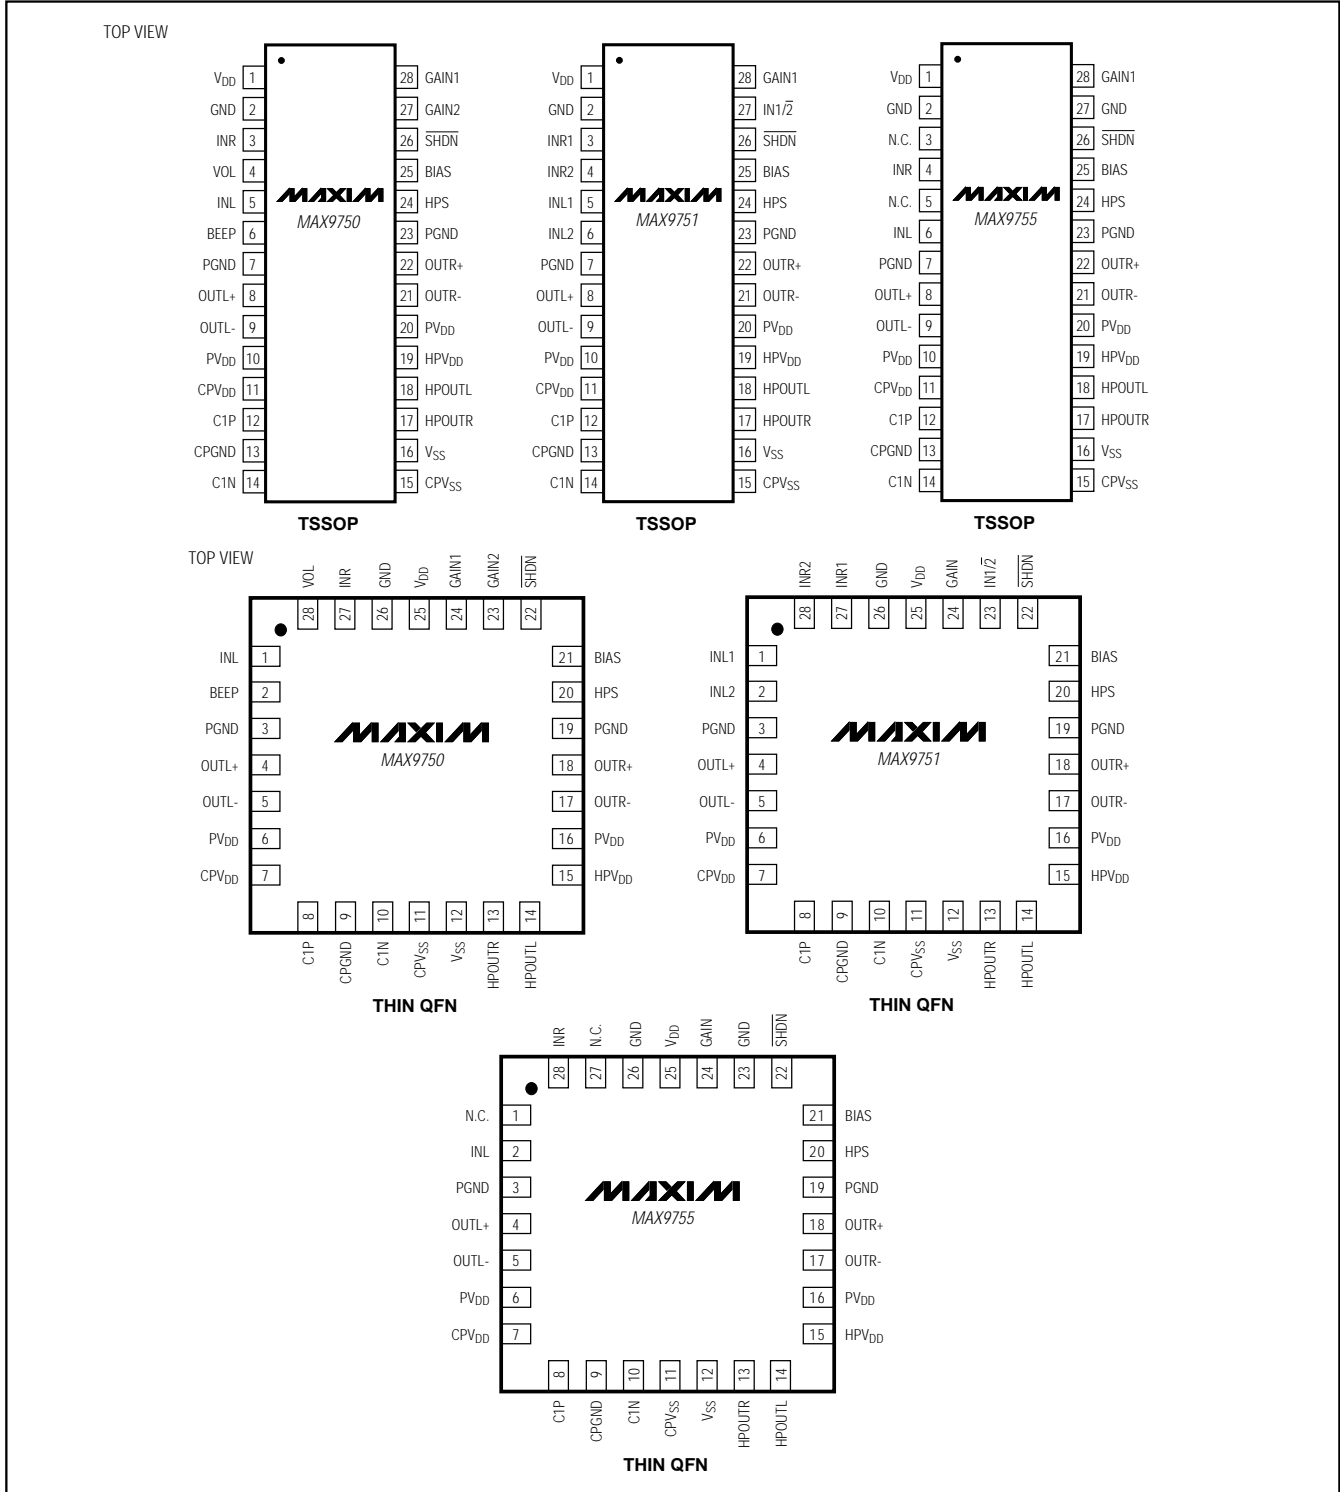 TOP VIEW
VDD 1 28 GAIN1
GND 2 27 GAIN2
INR 3 26 SHDN
VOL 4 25 BIAS
INL 5 24 HPS
BEEP 6 23 PGND
PGND 7 22 OUTR+
OUTL+ 8 21 OUTR-
OUTL- 9 20 PVDD
PVDD 10 19 HPVDD
CPVDD 11 18 HPOUTL
C1P 12 17 HPOUTR
CPGND 13 16 VSS
C1N 14 15 CPVSS
MAXIM
MAX9750
TSSOP
VDD 1 28 GAIN1
GND 2 27 IN1/2
INR1 3 26 SHDN
INR2 4 25 BIAS
INL1 5 24 HPS
INL2 6 23 PGND
PGND 7 22 OUTR+
OUTL+ 8 21 OUTR-
OUTL- 9 20 PVDD
PVDD 10 19 HPVDD
CPVDD 11 18 HPOUTL
C1P 12 17 HPOUTR
CPGND 13 16 VSS
C1N 14 15 CPVSS
MAXIM
MAX9751
TSSOP
VDD 1 28 GAIN1
GND 2 27 GND
N.C. 3 26 SHDN
INR 4 25 BIAS
N.C. 5 24 HPS
INL 6 23 PGND
PGND 7 22 OUTR+
OUTL+ 8 21 OUTR-
OUTL- 9 20 PVDD
PVDD 10 19 HPVDD
CPVDD 11 18 HPOUTL
C1P 12 17 HPOUTR
CPGND 13 16 VSS
C1N 14 15 CPVSS
MAXIM
MAX9755
TSSOP
TOP VIEW
VOL INR GND VDD GAIN1 GAIN2 SHDN
28 27 26 25 24 23 22
INL 1 21 BIAS
BEEP 2 20 HPS
PGND 3 19 PGND
OUTL+ 4 18 OUTR+
OUTL- 5 17 OUTR-
PVDD 6 16 PVDD
CPVDD 7 15 HPVDD
MAXIM
MAX9750
8 9 10 11 12 13 14
C1P CPGND C1N CPVSS VSS HPOUTR HPOUTL
THIN QFN
INR2 INR1 GND VDD GAIN IN1/2 SHDN
28 27 26 25 24 23 22
INL1 1 21 BIAS
INL2 2 20 HPS
PGND 3 19 PGND
OUTL+ 4 18 OUTR+
OUTL- 5 17 OUTR-
PVDD 6 16 PVDD
CPVDD 7 15 HPVDD
MAXIM
MAX9751
8 9 10 11 12 13 14
C1P CPGND C1N CPVSS VSS HPOUTR HPOUTL
THIN QFN
INR N.C. GND VDD GAIN GND SHDN
28 27 26 25 24 23 22
N.C. 1 21 BIAS
INL 2 20 HPS
PGND 3 19 PGND
OUTL+ 4 18 OUTR+
OUTL- 5 17 OUTR-
PVDD 6 16 PVDD
CPVDD 7 15 HPVDD
MAXIM
MAX9755
8 9 10 11 12 13 14
C1P CPGND C1N CPVSS VSS HPOUTR HPOUTL
THIN QFN